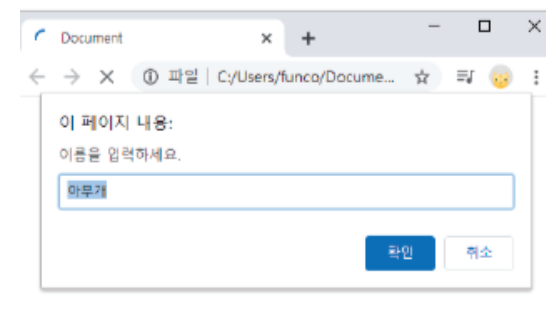 Document
파일 | C:/Users/funco/Docume...
이 페이지 내용:
이름을 입력하세요.
아무개
확인 취소